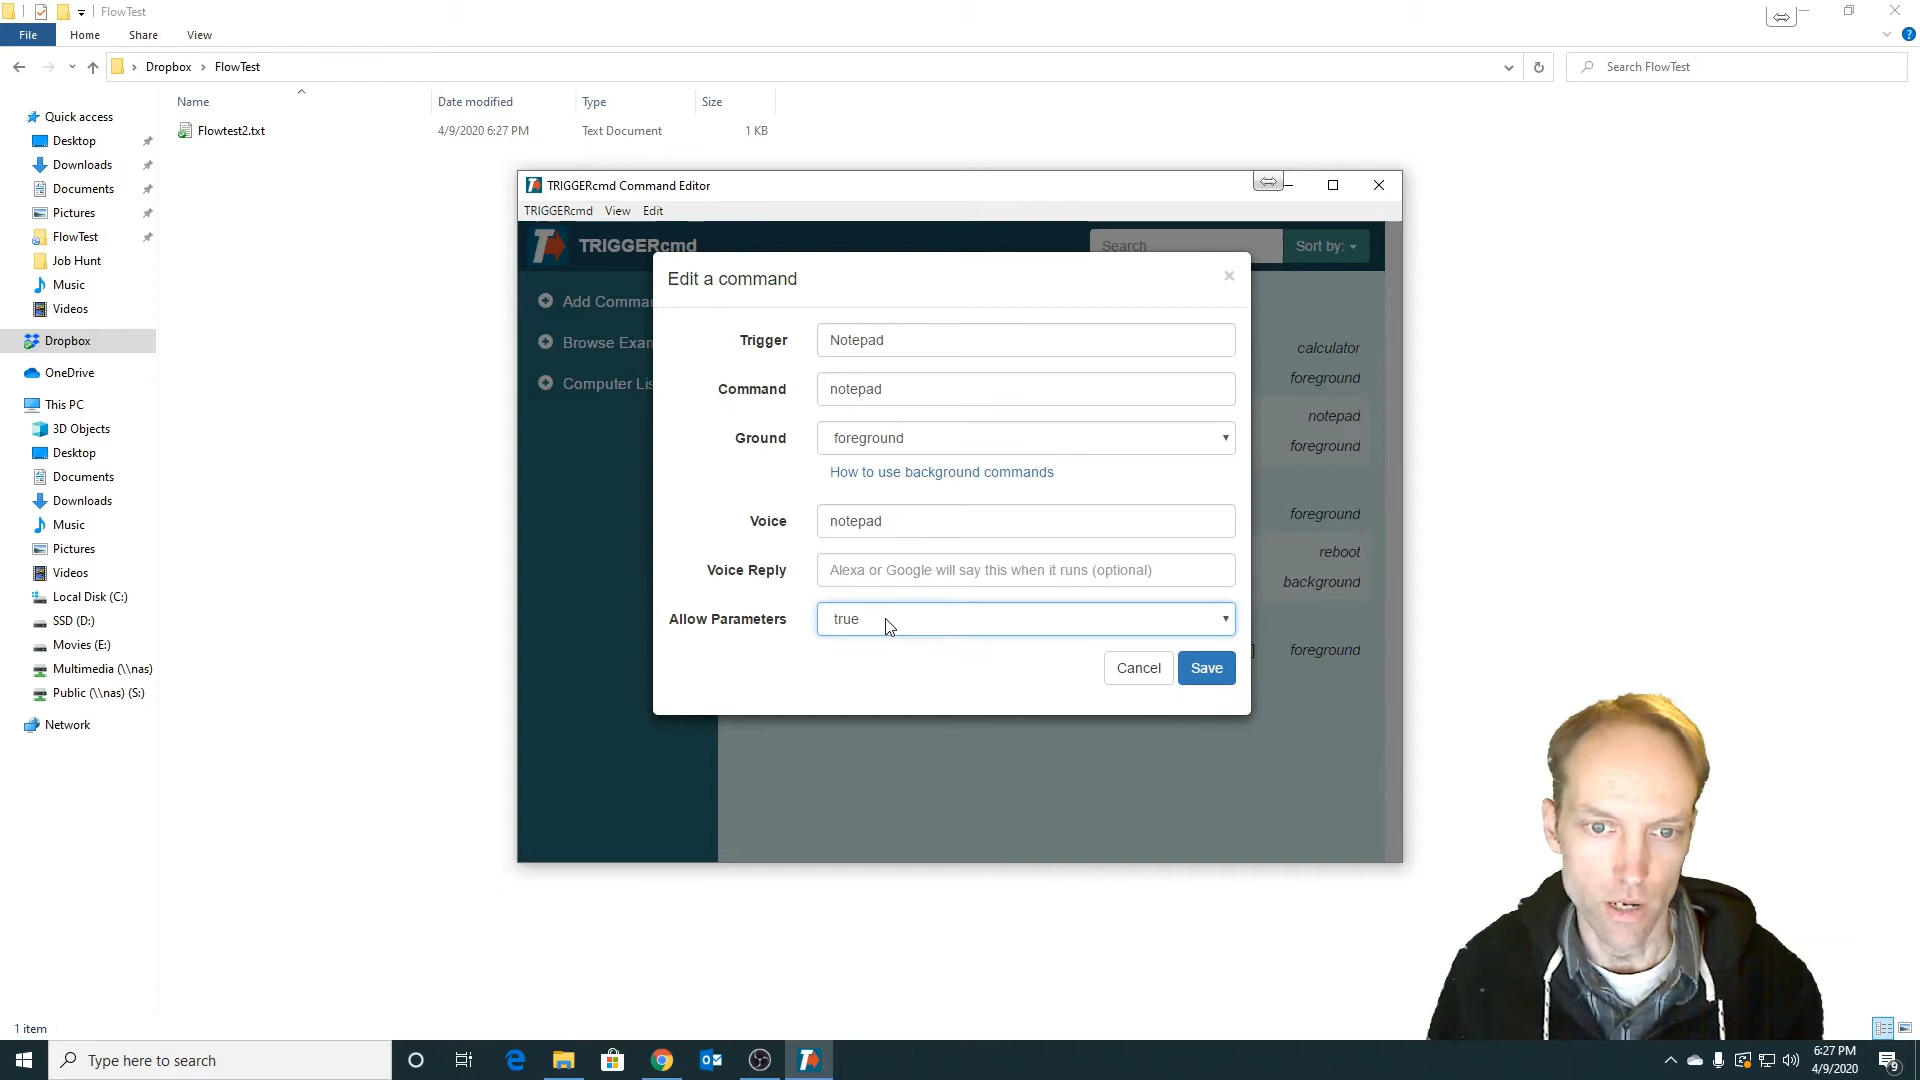 FlowTest
File Home Share View
Dropbox FlowTest
Search FlowTest
Name Date modified Type Size
Flowtest2.txt 4/9/2020 6:27 PM Text Document 1 KB
Quick access
Desktop
Downloads
Documents
Pictures
FlowTest
Job Hunt
Music
Videos
Dropbox
OneDrive
This PC
3D Objects
Desktop
Documents
Downloads
Music
Pictures
Videos
Local Disk (C:)
SSD (D:)
Movies (E:)
Multimedia (\\nas)
Public (\\nas) (S:)
Network
TRIGGERcmd Command Editor
TRIGGERcmd View Edit
TRIGGERcmd
Search
Sort by:
Add Comma
Browse Exan
Computer Lis
calculator
foreground
notepad
foreground
foreground
reboot
background
foreground
Edit a command
×
Trigger Notepad
Command notepad
Ground foreground
How to use background commands
Voice notepad
Voice Reply Alexa or Google will say this when it runs (optional)
Allow Parameters true
Cancel Save
1 item
Type here to search
6:27 PM
4/9/2020
9